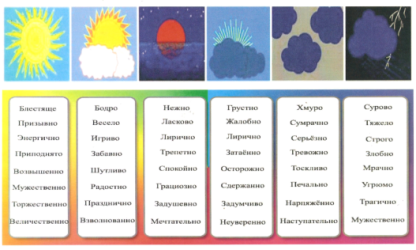 Блестяще
Призывно
Энергично
Приподнято
Возвышенно
Мужественно
Торжественно
Величественно
Бодро
Весело
Игриво
Забавно
Шутливо
Радостно
Празднично
Взволнованно
Нежно
Ласково
Лирично
Трепетно
Спокойно
Грациозно
Задушевно
Мечтательно
Грустно
Жалобно
Лирично
Затаённо
Осторожно
Сдержанно
Задумчиво
Неуверенно
Хмуро
Сумрачно
Серьёзно
Тревожно
Тоскливо
Печально
Напряжённо
Наступательно
Сурово
Тяжело
Строго
Злобно
Мрачно
Угрюмо
Трагично
Мужественно